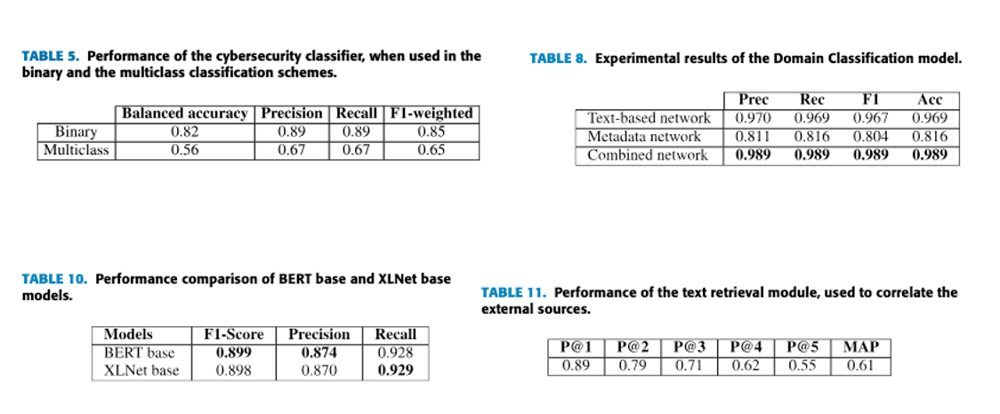 TABLE 5. Performance of the cybersecurity classifier, when used in the
binary and the multiclass classification schemes.
Balanced accuracy Precision Recall F1-weighted
Binary 0.82 0.89 0.89 0.85
Multiclass 0.56 0.67 0.67 0.65
TABLE 8. Experimental results of the Domain Classification model.
Prec Rec F1 Acc
Text-based network 0.970 0.969 0.967 0.969
Metadata network 0.811 0.816 0.804 0.816
Combined network 0.989 0.989 0.989 0.989
TABLE 10. Performance comparison of BERT base and XLNet base
models.
Models F1-Score Precision Recall
BERT base 0.899 0.874 0.928
XLNet base 0.898 0.870 0.929
TABLE 11. Performance of the text retrieval module, used to correlate the
external sources.
P@1 P@2 P@3 P@4 P@5 MAP
0.89 0.79 0.71 0.62 0.55 0.61